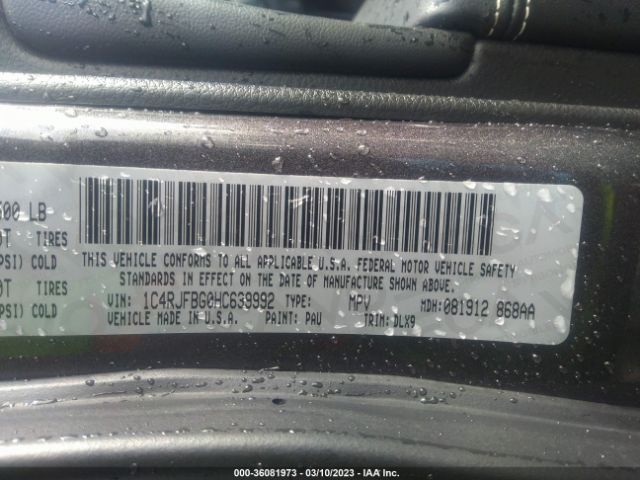 500 LB
0T TIRES
PSI) COLD
0T TIRES
PSI) COLD
THIS VEHICLE CONFORMS TO ALL APPLICABLE U.S.A. FEDERAL MOTOR VEHICLE SAFETY
STANDARDS IN EFFECT ON THE DATE OF MANUFACTURE SHOWN ABOVE.
VIN: 1C4RJFBG0HC639992 TYPE: MPV MDH:081912 868AA
VEHICLE MADE IN U.S.A. PAINT: PAU TRIM: DLX9
000-36081973 — 03/10/2023 — IAA Inc.